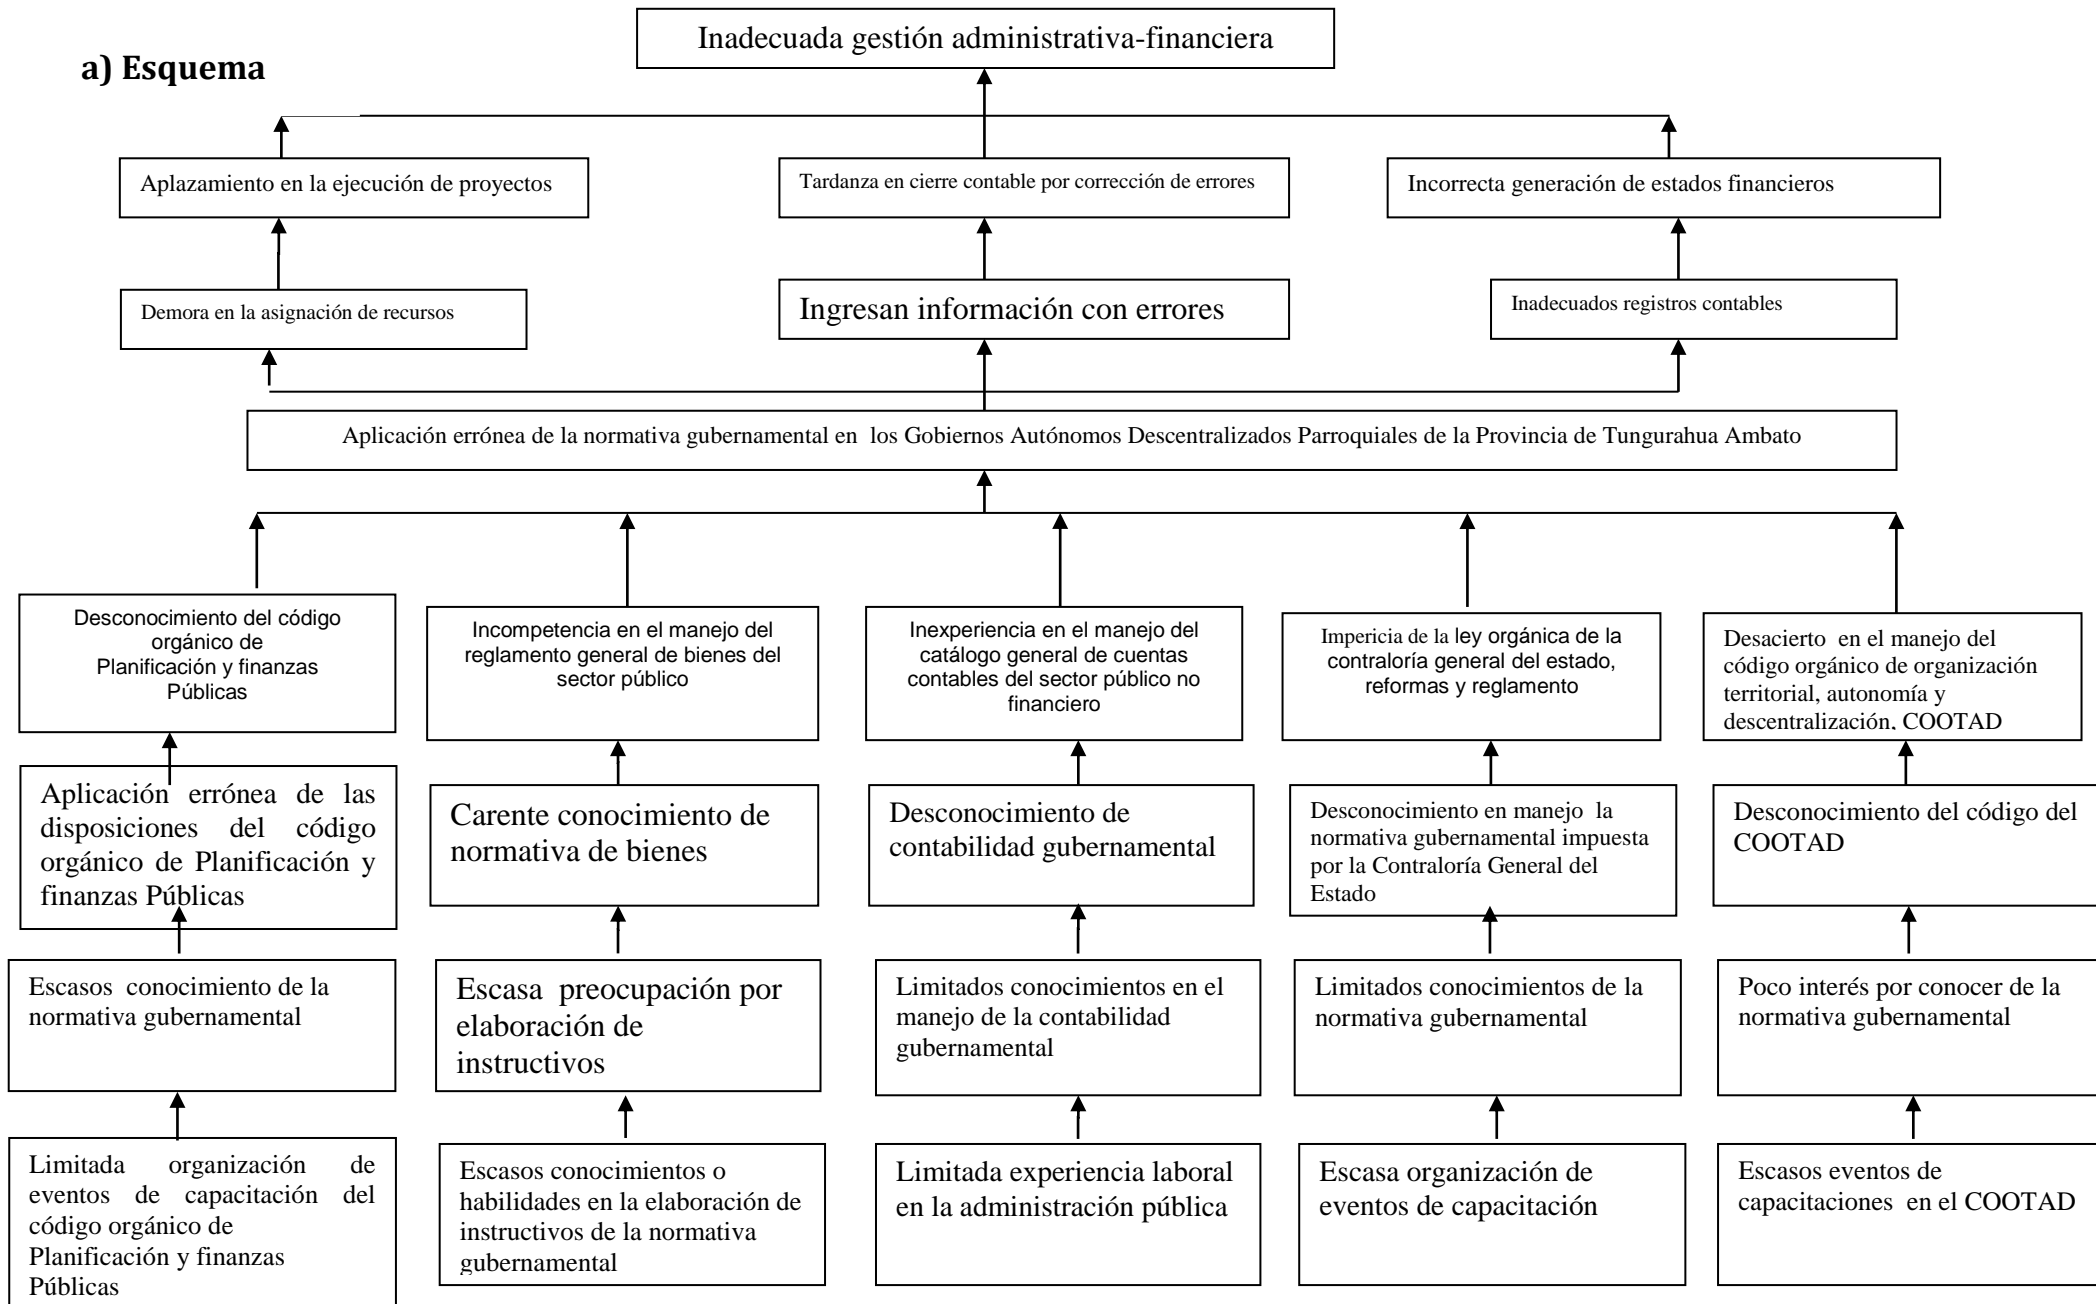 Inadecuada gestión administrativa-financiera
a) Esquema
Aplazamiento en la ejecución de proyectos
Tardanza en cierre contable por corrección de errores
Incorrecta generación de estados financieros
Demora en la asignación de recursos
Ingresan información con errores
Inadecuados registros contables
Aplicación errónea de la normativa gubernamental en  los Gobiernos Autónomos Descentralizados Parroquiales de la Provincia de Tungurahua Ambato
Desconocimiento del código
orgánico de
Planificación y finanzas
Públicas
Incompetencia en el manejo del
reglamento general de bienes del
sector público
Inexperiencia en el manejo del
catálogo general de cuentas
contables del sector público no
financiero
Impericia de la ley orgánica de la
contraloría general del estado,
reformas y reglamento
Desacierto  en el manejo del
código orgánico de organización
territorial, autonomía y
descentralización, COOTAD
Aplicación errónea de las
disposiciones del código
orgánico de Planificación y
finanzas Públicas
Carente conocimiento de
normativa de bienes
Desconocimiento de
contabilidad gubernamental
Desconocimiento en manejo  la
normativa gubernamental impuesta
por la Contraloría General del
Estado
Desconocimiento del código del
COOTAD
Escasos  conocimiento de la
normativa gubernamental
Escasa  preocupación por
elaboración de
instructivos
Limitados conocimientos en el
manejo de la contabilidad
gubernamental
Limitados conocimientos de la
normativa gubernamental
Poco interés por conocer de la
normativa gubernamental
Limitada organización de
eventos de capacitación del
código orgánico de
Planificación y finanzas
Públicas
Escasos conocimientos o
habilidades en la elaboración de
instructivos de la normativa
gubernamental
Limitada experiencia laboral
en la administración pública
Escasa organización de
eventos de capacitación
Escasos eventos de
capacitaciones  en el COOTAD